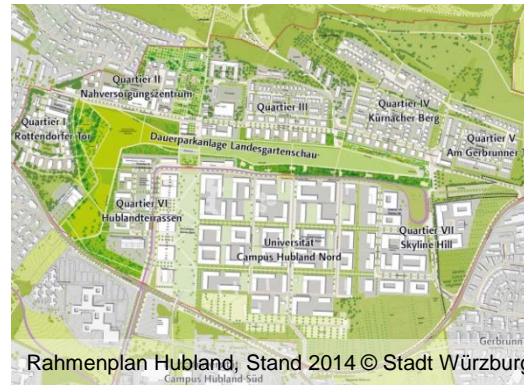 Quartier II
Nahversorgungszentrum
Quartier I
Rottendorfer Tor
Quartier III
Quartier IV
Kürnacher Berg
Quartier V
Am Gerbrunner
Dauerparkanlage Landesgartenschau
Quartier VI
Hublandterrassen
Universität
Campus Hubland Nord
Quartier VII
Skyline Hill
Gerbrunn
Rahmenplan Hubland, Stand 2014 © Stadt Würzburg
Campus Hubland-Süd